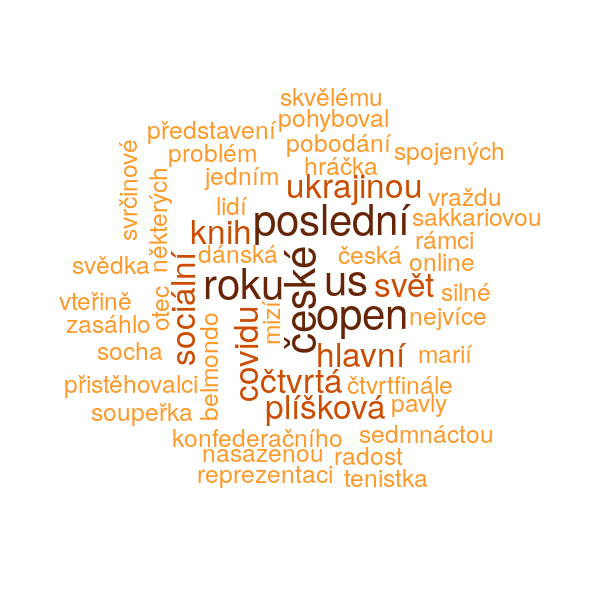 skvělému
pohyboval
představení
pobodání
svrčinové
problém
spojených
hráčka
některých
jedním
ukrajinou
vraždu
lidí
poslední
sakkariovou
knih
rámci
svědka
sociální
dánská
české
česká
online
roku
us
svět
silné
vteřině
otec
mizí
open
nejvíce
zasáhlo
belmondo
covidu
socha
hlavní
marií
přistěhovalci
čtvrtá
čtvrtfinále
soupeřka
plíšková
pavly
konfederačního
sedmnáctou
nasazenou
radost
reprezentaci
tenistka